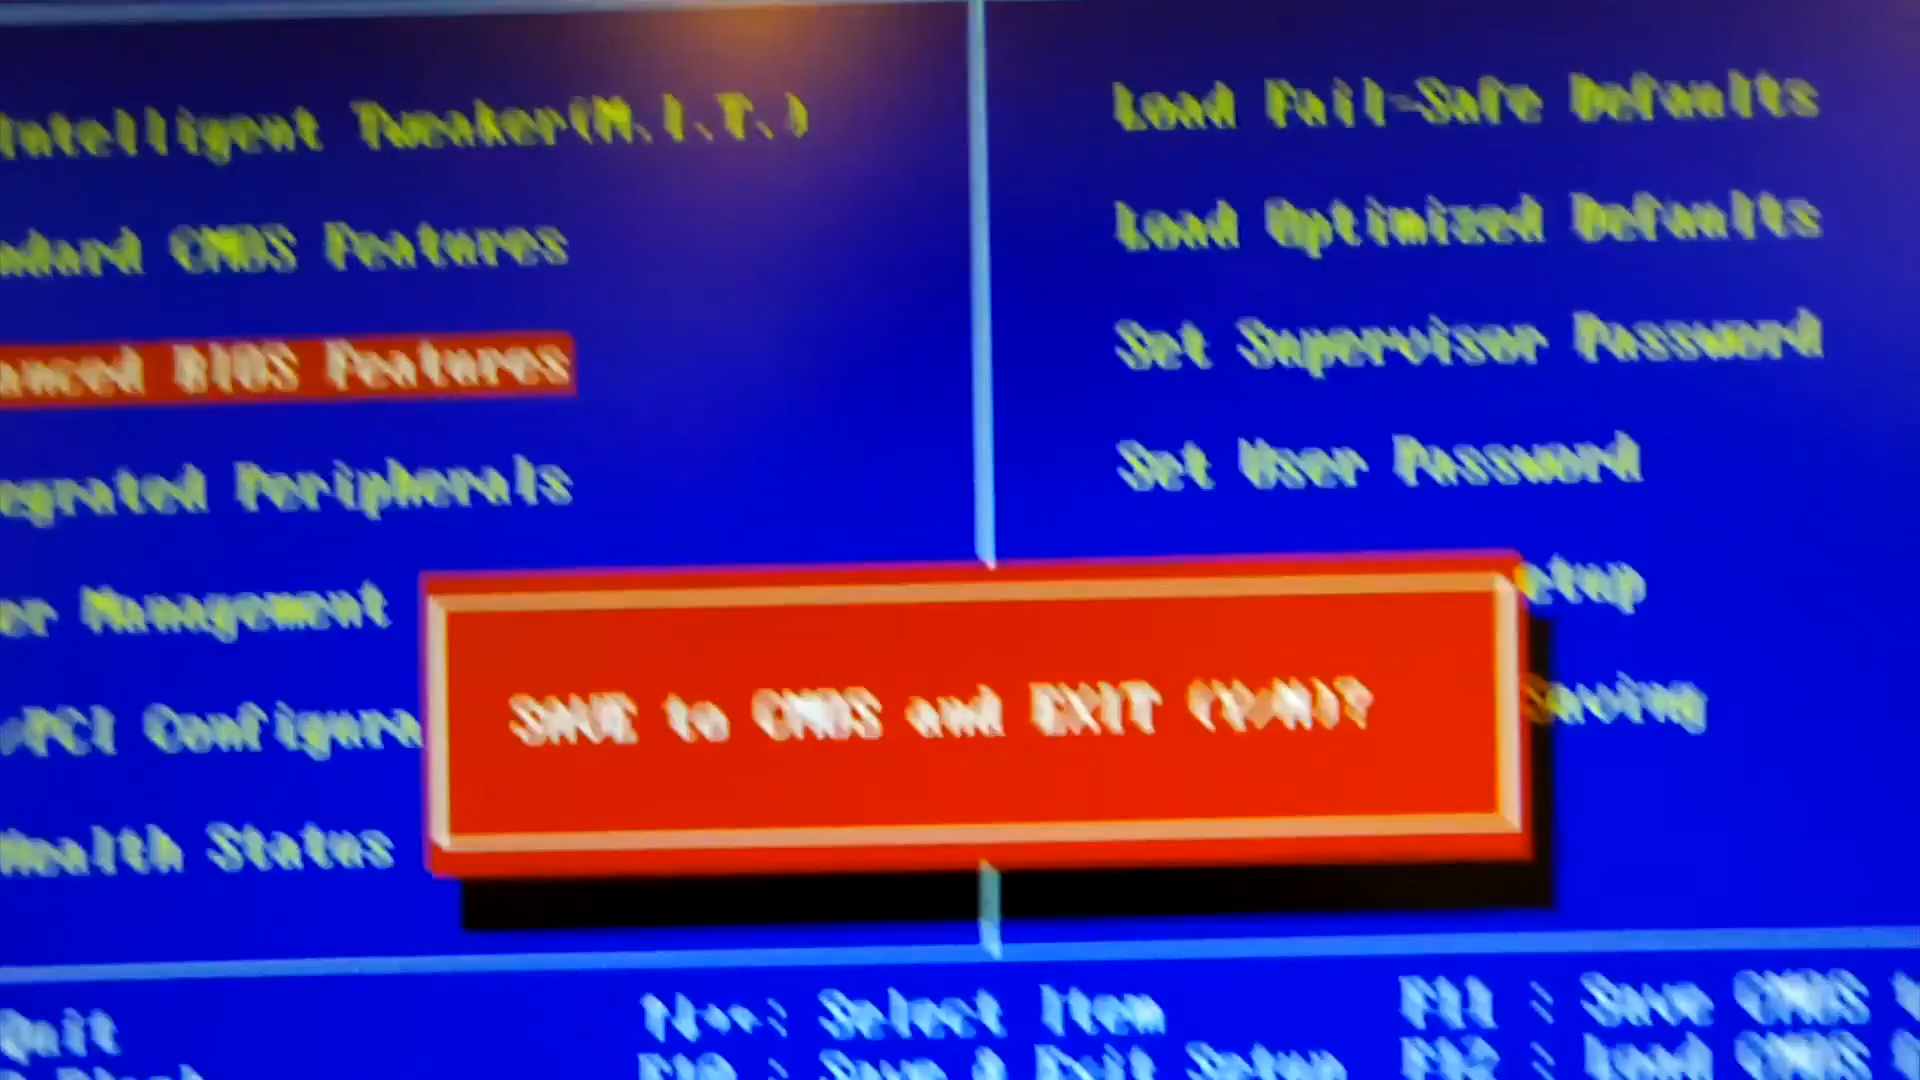 Intelligent Tweaker(M.I.T.)
ndard CMOS Features
anced BIOS Features
egrated Peripherals
er Management
PCI Configura
Health Status
Load Fail-Safe Defaults
Load Optimized Defaults
Set Supervisor Password
Set User Password
etup
Saving
SAVE to CMOS and EXIT (Y/N)?
Quit
: Select Item
F10 : Save & Exit Setup
F11 : Save CMOS t
F12 : Load CMOS